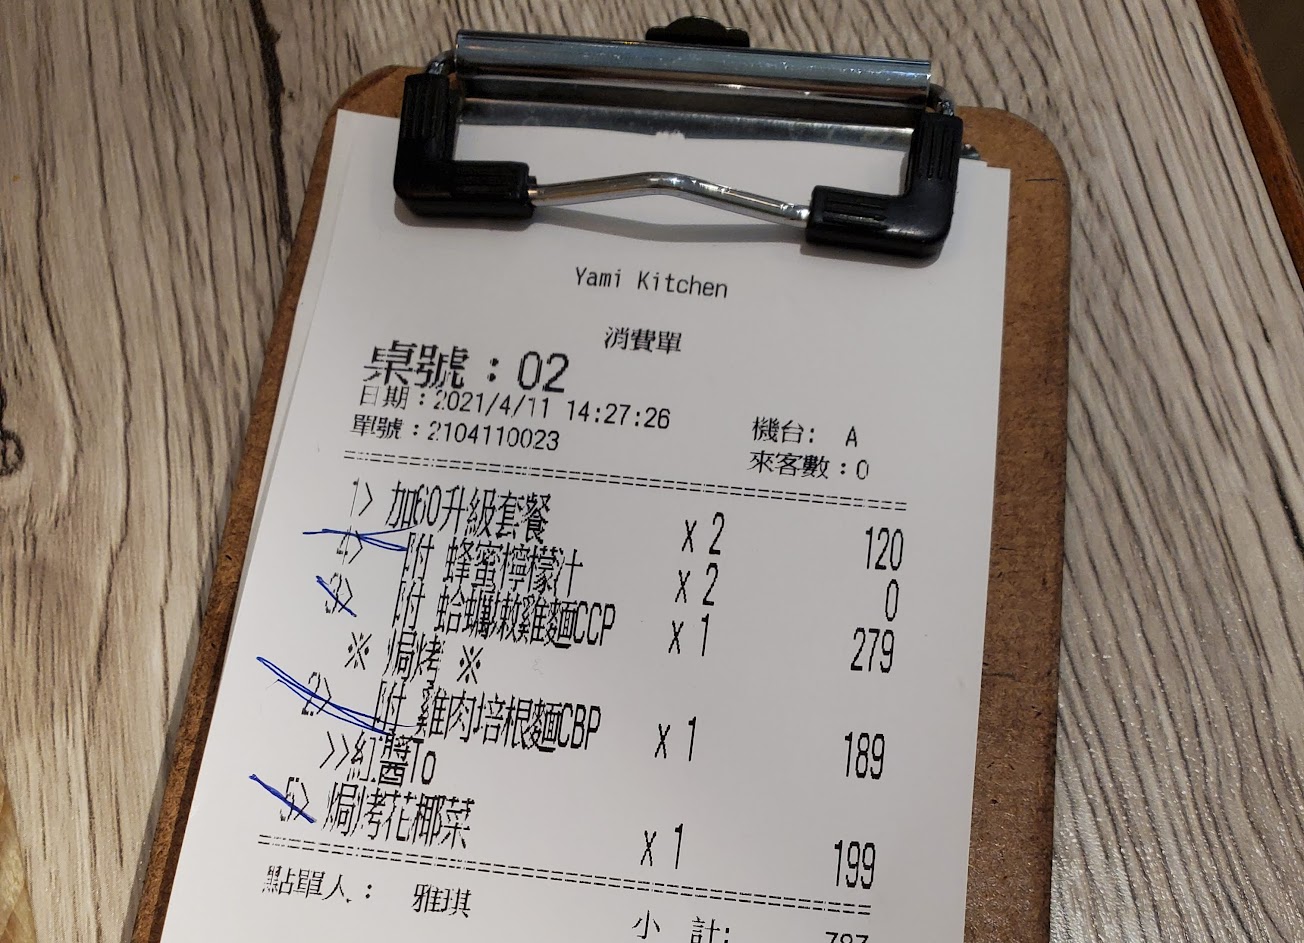 Yami Kitchen
消費單
桌號：02
日期：2021/4/11 14:27:26
單號：2104110023
機台: A
來客數：0
1> 加60升級套餐 x 2 120
4> 附 蜂蜜檸檬汁 x 2 0
3> 附 蛤蠣嫩雞麵CCP x 1 279
※ 焗烤 ※
2> 附 雞肉培根麵CBP x 1 189
>>紅醬To
5> 焗烤花椰菜 x 1 199
點單人： 雅琪
小 計: 787